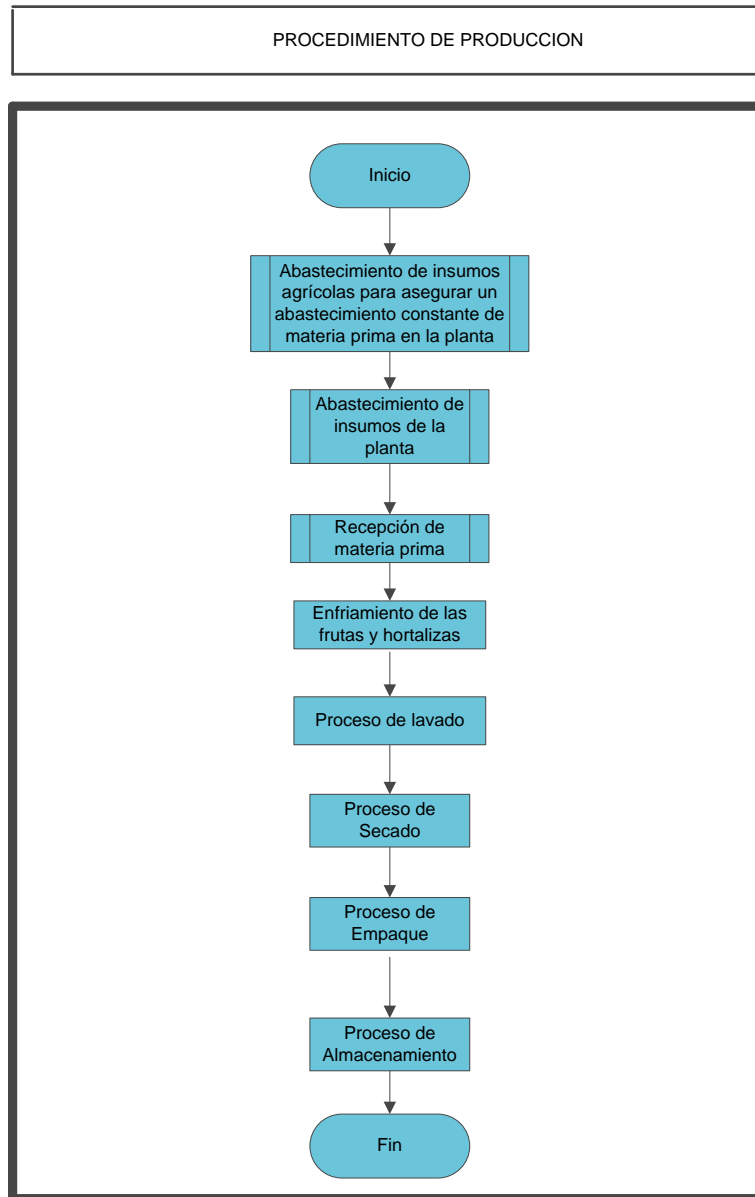 PROCEDIMIENTO DE PRODUCCION
Inicio
Abastecimiento de insumos
agrícolas para asegurar un
abastecimiento constante de
materia prima en la planta
Abastecimiento de
insumos de la
planta
Recepción de
materia prima
Enfriamiento de las
frutas y hortalizas
Proceso de lavado
Proceso de
Secado
Proceso de
Empaque
Proceso de
Almacenamiento
Fin